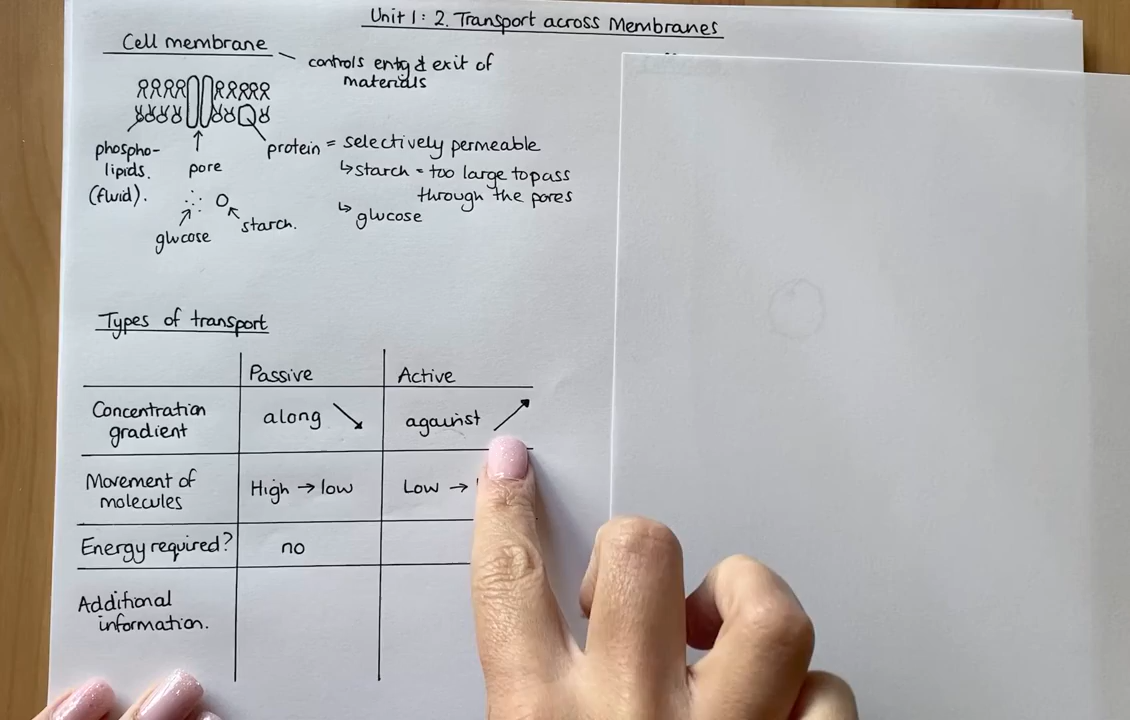 Unit 1: 2. Transport across Membranes
Cell membrane
controls entry & exit of
materials
phospho-
lipids.
(fluid).
pore
protein = selectively permeable
↳ starch = too large to pass
through the pores
↳ glucose
glucose
starch.
Types of transport
Passive
Active
Concentration
gradient
along ↘
against ↗
Movement of
molecules
High → low
Low →
Energy required?
no
Additional
information.